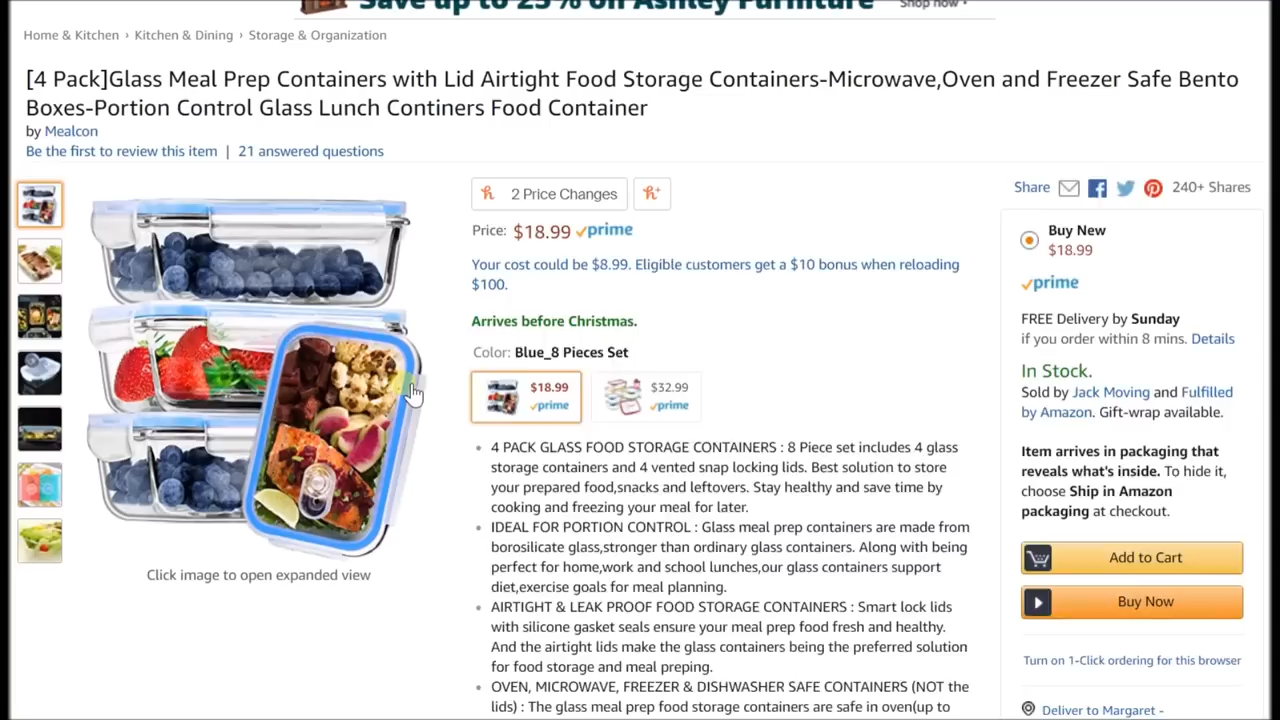 Save up to 25% on Ashley Furniture
Shop now
Home & Kitchen › Kitchen & Dining › Storage & Organization
[4 Pack]Glass Meal Prep Containers with Lid Airtight Food Storage Containers-Microwave,Oven and Freezer Safe Bento
Boxes-Portion Control Glass Lunch Continers Food Container
by Mealcon
Be the first to review this item | 21 answered questions
Share 240+ Shares
h 2 Price Changes h+
Price: $18.99 prime
Your cost could be $8.99. Eligible customers get a $10 bonus when reloading
$100.
Arrives before Christmas.
Color: Blue_8 Pieces Set
$18.99 prime
$32.99 prime
• 4 PACK GLASS FOOD STORAGE CONTAINERS : 8 Piece set includes 4 glass
storage containers and 4 vented snap locking lids. Best solution to store
your prepared food,snacks and leftovers. Stay healthy and save time by
cooking and freezing your meal for later.
• IDEAL FOR PORTION CONTROL : Glass meal prep containers are made from
borosilicate glass,stronger than ordinary glass containers. Along with being
perfect for home,work and school lunches,our glass containers support
diet,exercise goals for meal planning.
• AIRTIGHT & LEAK PROOF FOOD STORAGE CONTAINERS : Smart lock lids
with silicone gasket seals ensure your meal prep food fresh and healthy.
And the airtight lids make the glass containers being the preferred solution
for food storage and meal preping.
• OVEN, MICROWAVE, FREEZER & DISHWASHER SAFE CONTAINERS (NOT the
lids) : The glass meal prep food storage containers are safe in oven(up to
Click image to open expanded view
Buy New
$18.99
prime
FREE Delivery by Sunday
if you order within 8 mins. Details
In Stock.
Sold by Jack Moving and Fulfilled
by Amazon. Gift-wrap available.
Item arrives in packaging that
reveals what's inside. To hide it,
choose Ship in Amazon
packaging at checkout.
Add to Cart
Buy Now
Turn on 1-Click ordering for this browser
Deliver to Margaret -